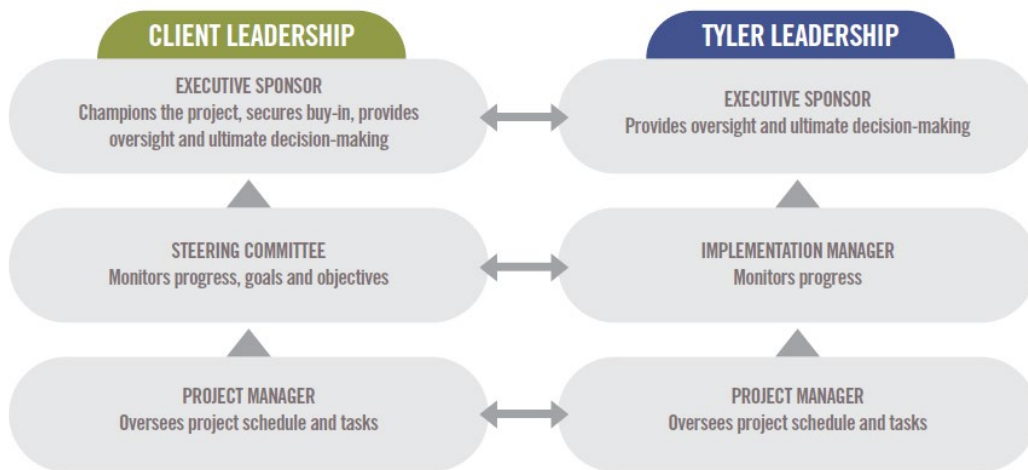 CLIENT LEADERSHIP
EXECUTIVE SPONSOR
Champions the project, secures buy-in, provides
oversight and ultimate decision-making
STEERING COMMITTEE
Monitors progress, goals and objectives
PROJECT MANAGER
Oversees project schedule and tasks
TYLER LEADERSHIP
EXECUTIVE SPONSOR
Provides oversight and ultimate decision-making
IMPLEMENTATION MANAGER
Monitors progress
PROJECT MANAGER
Oversees project schedule and tasks